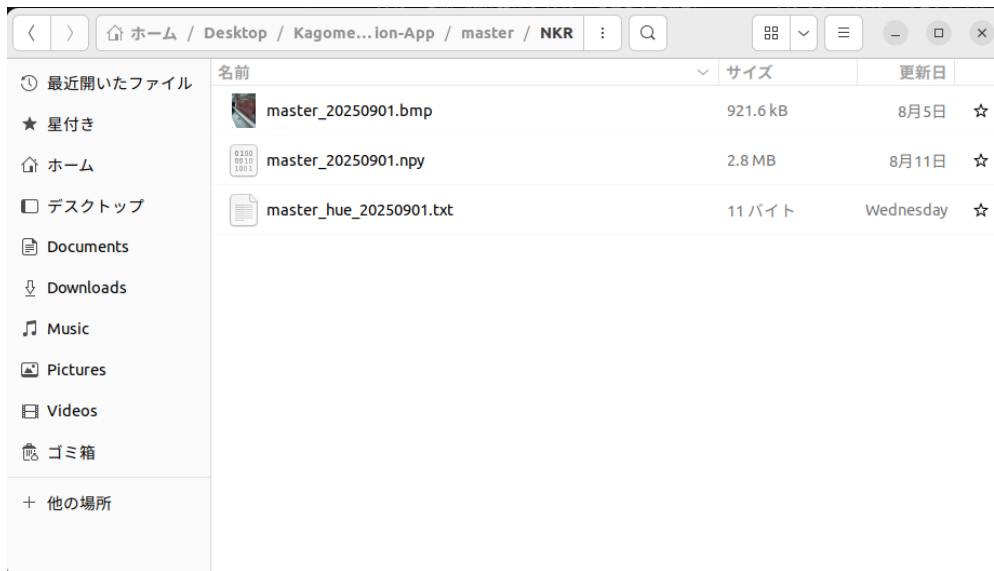 ホーム / Desktop / Kagome...ion-App / master / NKR
最近開いたファイル
星付き
ホーム
デスクトップ
Documents
Downloads
Music
Pictures
Videos
ゴミ箱
他の場所
名前 サイズ 更新日
master_20250901.bmp 921.6 kB 8月5日
master_20250901.npy 2.8 MB 8月11日
master_hue_20250901.txt 11 バイト Wednesday